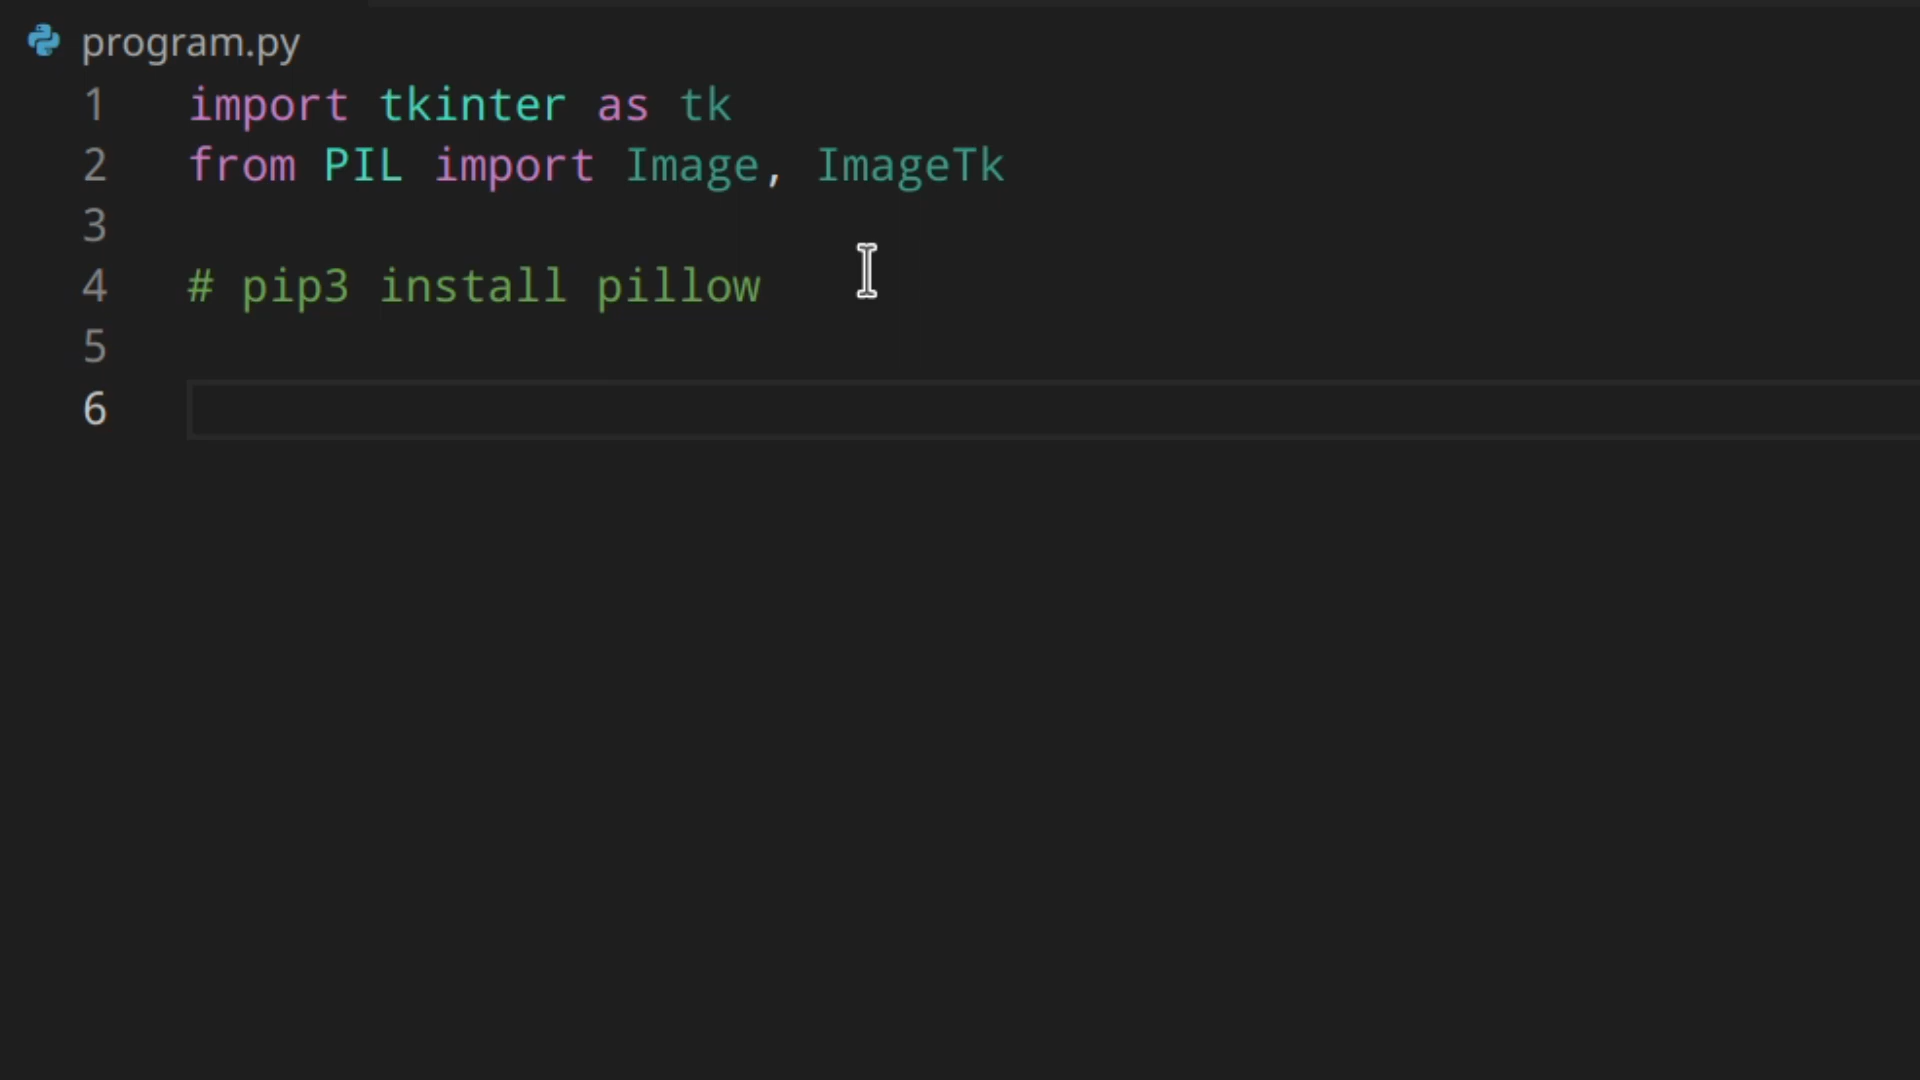 program.py
1 import tkinter as tk
2 from PIL import Image, ImageTk
3
4 # pip3 install pillow
5
6